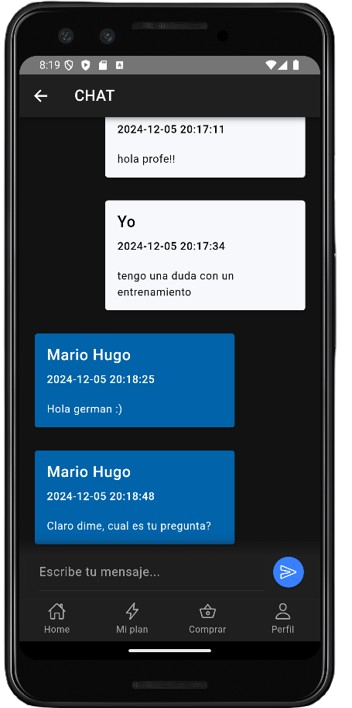 8:19
CHAT
2024-12-05 20:17:11
hola profe!!
Yo
2024-12-05 20:17:34
tengo una duda con un
entrenamiento
Mario Hugo
2024-12-05 20:18:25
Hola german :)
Mario Hugo
2024-12-05 20:18:48
Claro dime, cual es tu pregunta?
Escribe tu mensaje...
Home
Mi plan
Comprar
Perfil